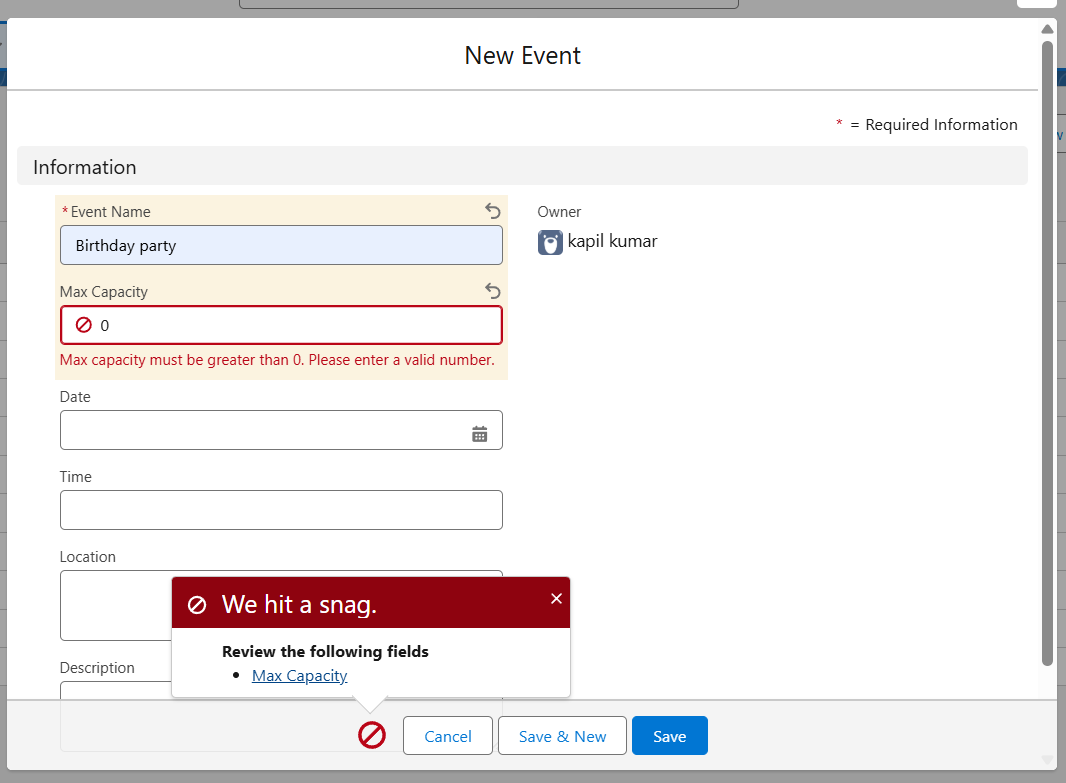 New Event
* = Required Information
Information
*Event Name
Birthday party
Owner
kapil kumar
Max Capacity
0
Max capacity must be greater than 0. Please enter a valid number.
Date
Time
Location
We hit a snag.
Review the following fields
• Max Capacity
Description
Cancel
Save & New
Save